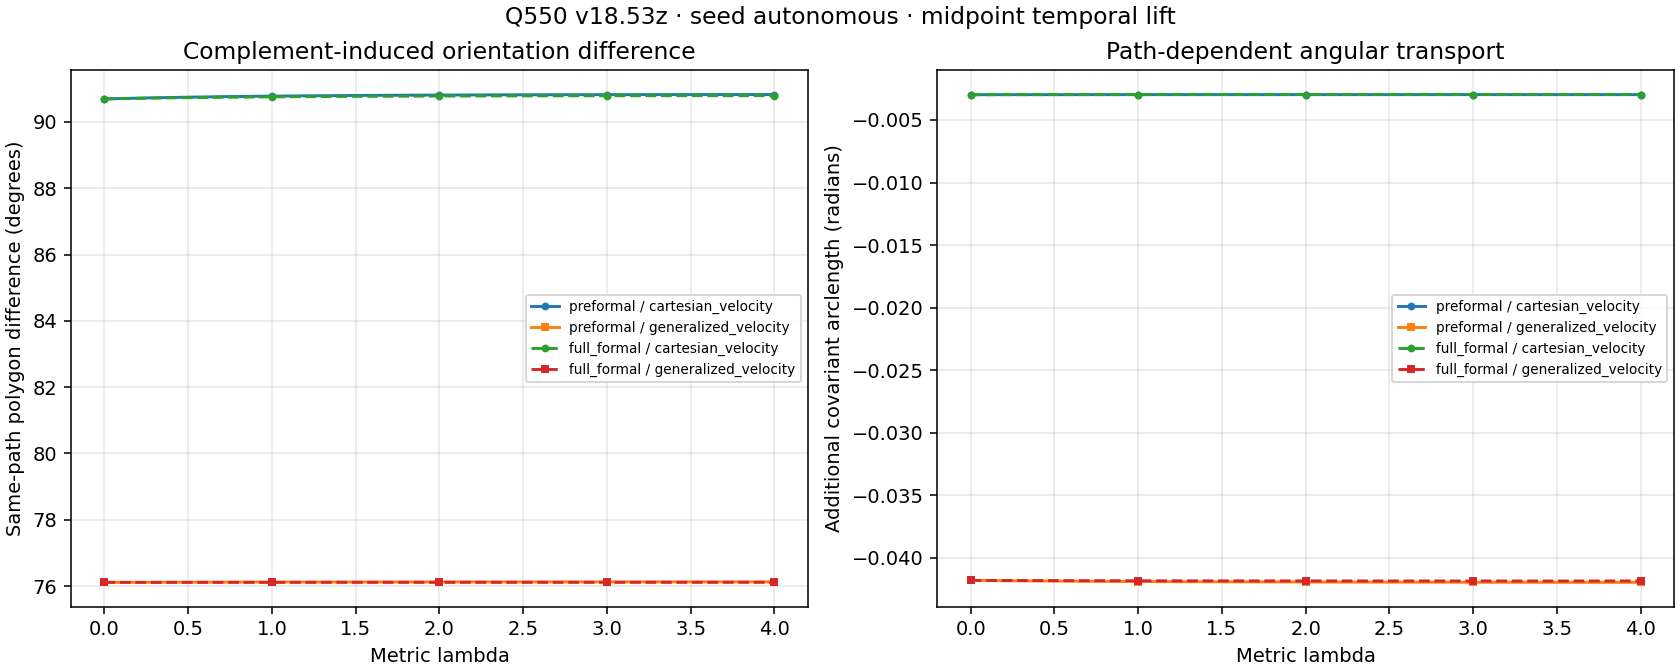 Q550 v18.53z · seed autonomous · midpoint temporal lift
Complement-induced orientation difference
Same-path polygon difference (degrees)
90
88
86
84
82
80
78
76
preformal / cartesian_velocity
preformal / generalized_velocity
full_formal / cartesian_velocity
full_formal / generalized_velocity
0.0 0.5 1.0 1.5 2.0 2.5 3.0 3.5 4.0
Metric lambda
Path-dependent angular transport
Additional covariant arclength (radians)
−0.005
−0.010
−0.015
−0.020
−0.025
−0.030
−0.035
−0.040
preformal / cartesian_velocity
preformal / generalized_velocity
full_formal / cartesian_velocity
full_formal / generalized_velocity
0.0 0.5 1.0 1.5 2.0 2.5 3.0 3.5 4.0
Metric lambda